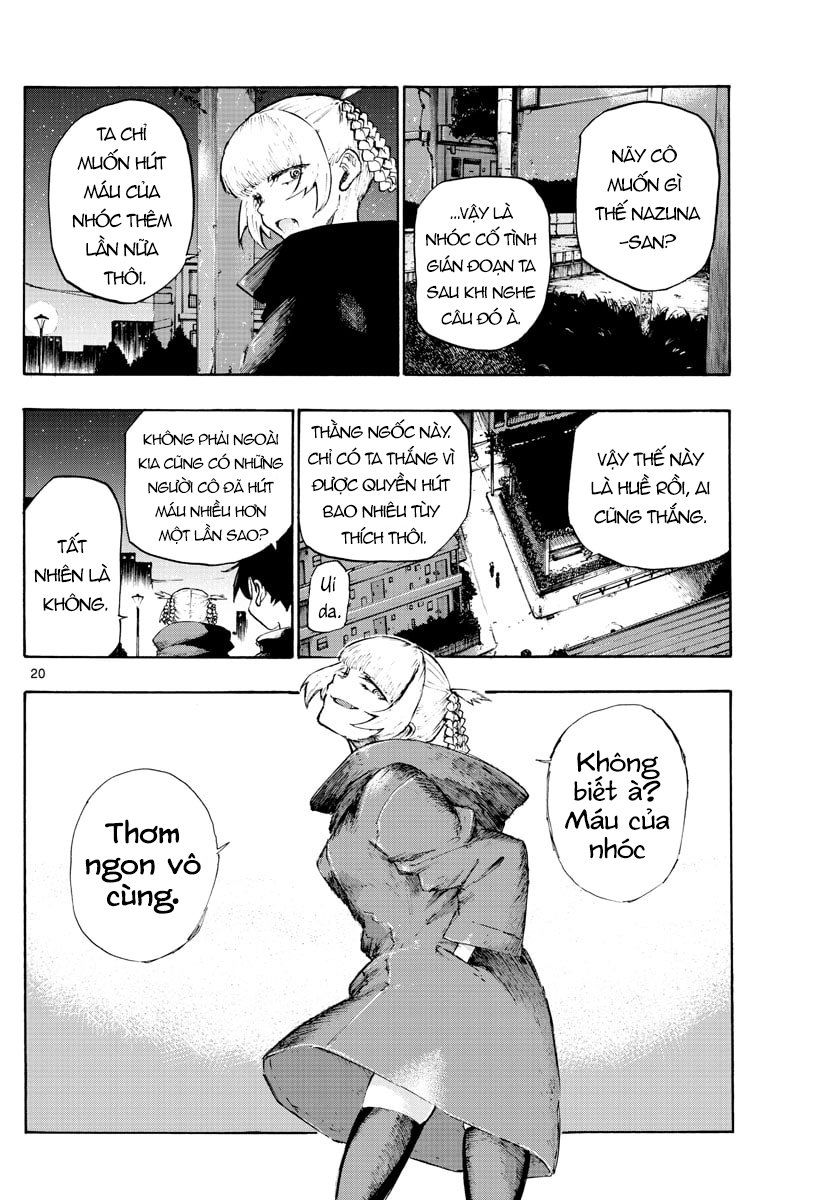 NÃY CÔ
MUỐN GÌ
THẾ NAZUNA
-SAN?
...VẬY LÀ
NHÓC CỐ TÌNH
GIÁN ĐOẠN TA
SAU KHI NGHE
CÂU ĐÓ À.
TA CHỈ
MUỐN HÚT
MÁU CỦA
NHÓC THÊM
LẦN NỮA
THÔI.
VẬY THẾ NÀY
LÀ HUỀ RỒI, AI
CŨNG THẮNG.
THẰNG NGỐC NÀY.
CHỈ CÓ TA THẮNG VÌ
ĐƯỢC QUYỀN HÚT
BAO NHIÊU TÙY
THÍCH THÔI.
Ui
da.
KHÔNG PHẢI NGOÀI
KIA CŨNG CÓ NHỮNG
NGƯỜI CÔ ĐÃ HÚT
MÁU NHIỀU HƠN
MỘT LẦN SAO?
TẤT
NHIÊN LÀ
KHÔNG.
20
Không
biết à?
Máu của
nhóc
Thơm
ngon vô
cùng.